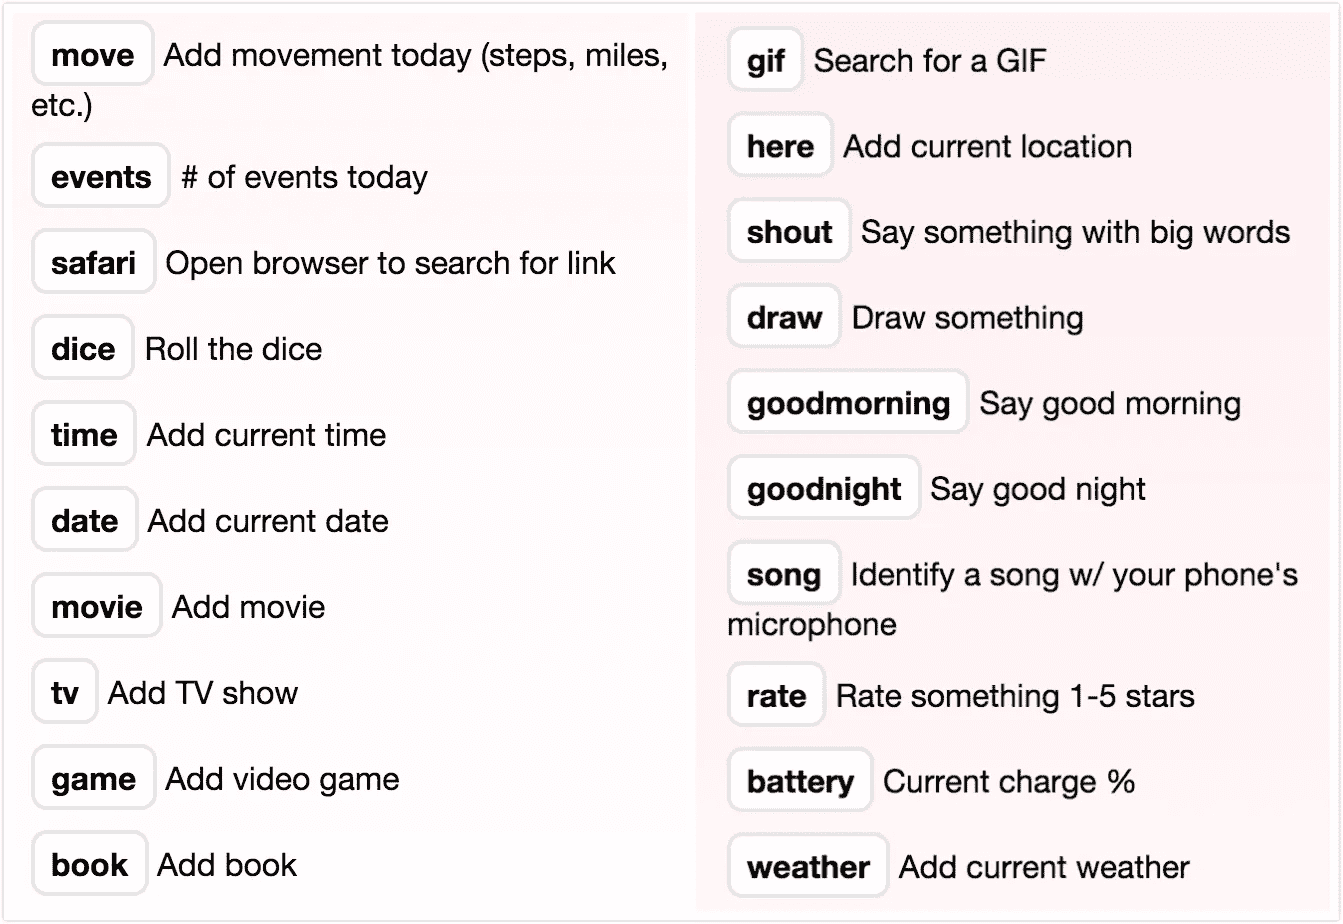 move Add movement today (steps, miles,
etc.)
events # of events today
safari Open browser to search for link
dice Roll the dice
time Add current time
date Add current date
movie Add movie
tv Add TV show
game Add video game
book Add book
gif Search for a GIF
here Add current location
shout Say something with big words
draw Draw something
goodmorning Say good morning
goodnight Say good night
song Identify a song w/ your phone's
microphone
rate Rate something 1-5 stars
battery Current charge %
weather Add current weather